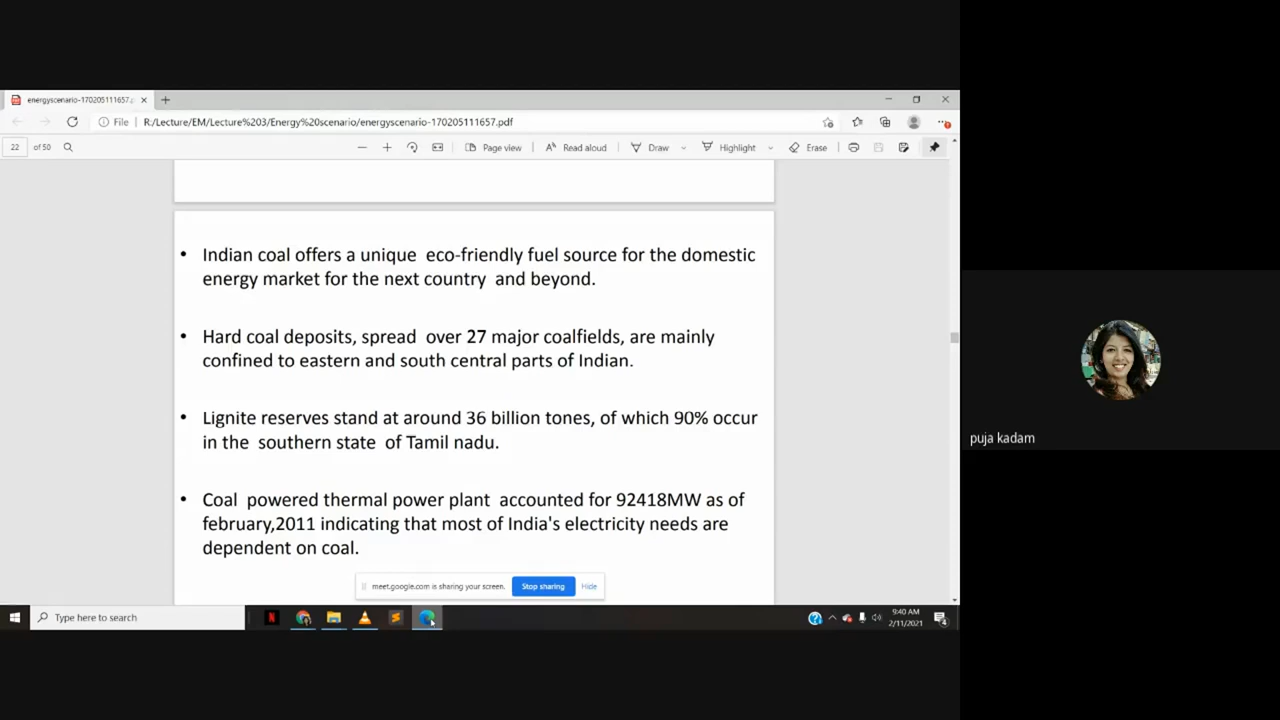 energyscenario-170205111657.p
File
R:/Lecture/EM/Lecture%203/Energy%20scenario/energyscenario-170205111657.pdf
22 of 50
Page view
Read aloud
Draw
Highlight
Erase
• Indian coal offers a unique eco-friendly fuel source for the domestic
energy market for the next country and beyond.
• Hard coal deposits, spread over 27 major coalfields, are mainly
confined to eastern and south central parts of Indian.
• Lignite reserves stand at around 36 billion tones, of which 90% occur
in the southern state of Tamil nadu.
• Coal powered thermal power plant accounted for 92418MW as of
february,2011 indicating that most of India's electricity needs are
dependent on coal.
meet.google.com is sharing your screen.
Stop sharing
Hide
puja kadam
Type here to search
9:40 AM
2/11/2021
4